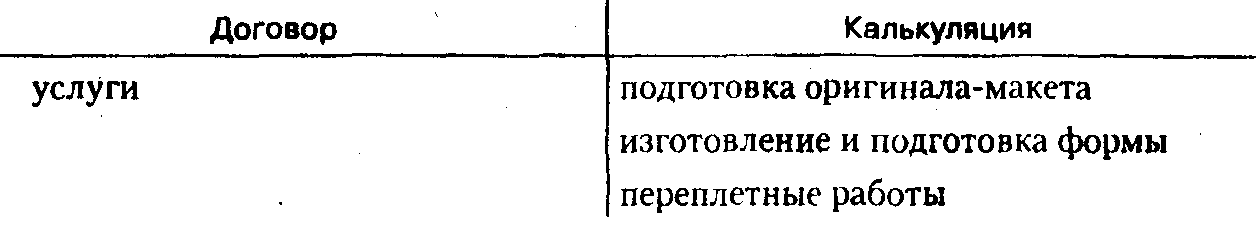 Договор Калькуляция
услуги подготовка оригинала-макета
изготовление и подготовка формы
переплетные работы